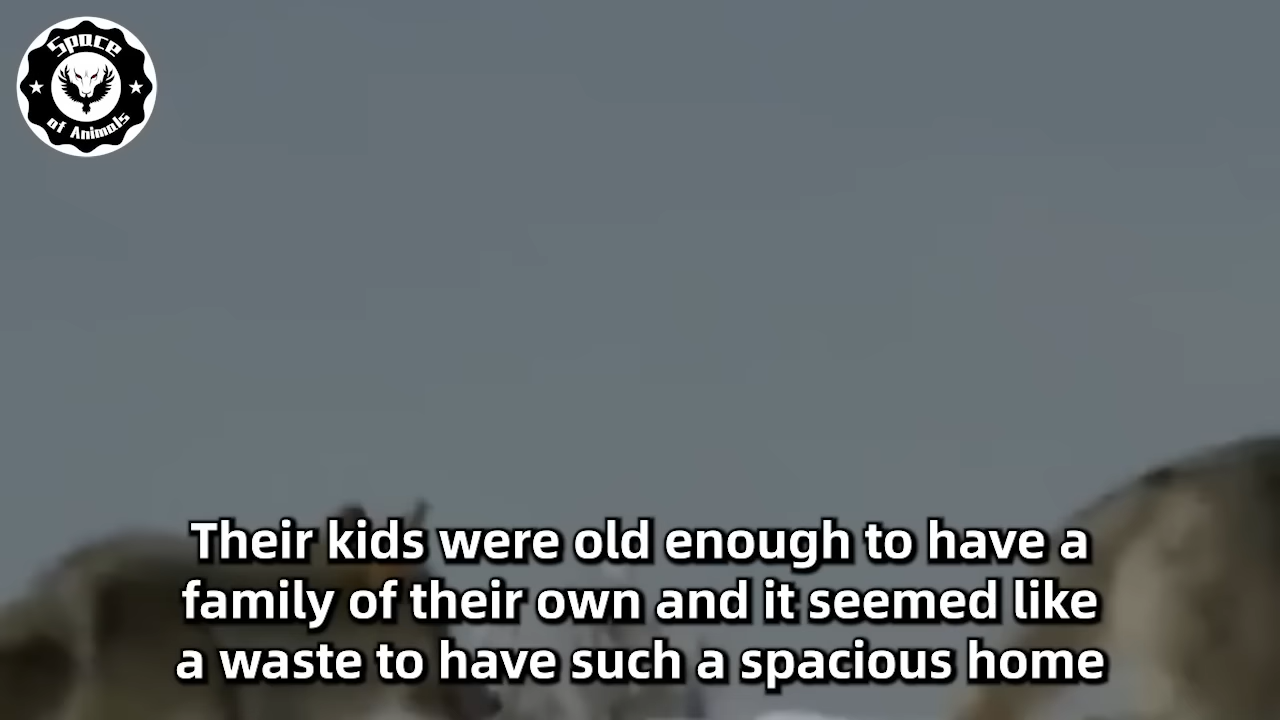 Space
of Animals
Their kids were old enough to have a
family of their own and it seemed like
a waste to have such a spacious home